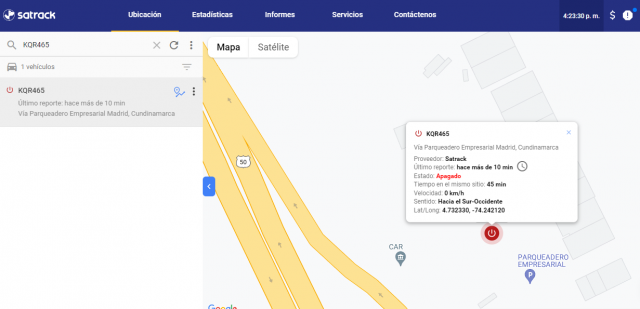 satrack
Ubicación
Estadísticas
Informes
Servicios
Contáctenos
4:23:30 p. m.
$
KQR465
1 vehículos
KQR465
Último reporte: hace más de 10 min
Vía Parqueadero Empresarial Madrid, Cundinamarca
Mapa
Satélite
50
KQR465
Vía Parqueadero Empresarial Madrid, Cundinamarca
Proveedor: Satrack
Último reporte: hace más de 10 min
Estado: Apagado
Tiempo en el mismo sitio: 45 min
Velocidad: 0 km/h
Sentido: Hacia el Sur-Occidente
Lat/Long: 4.732330, -74.242120
CAR
PARQUEADERO
EMPRESARIAL
P
Google